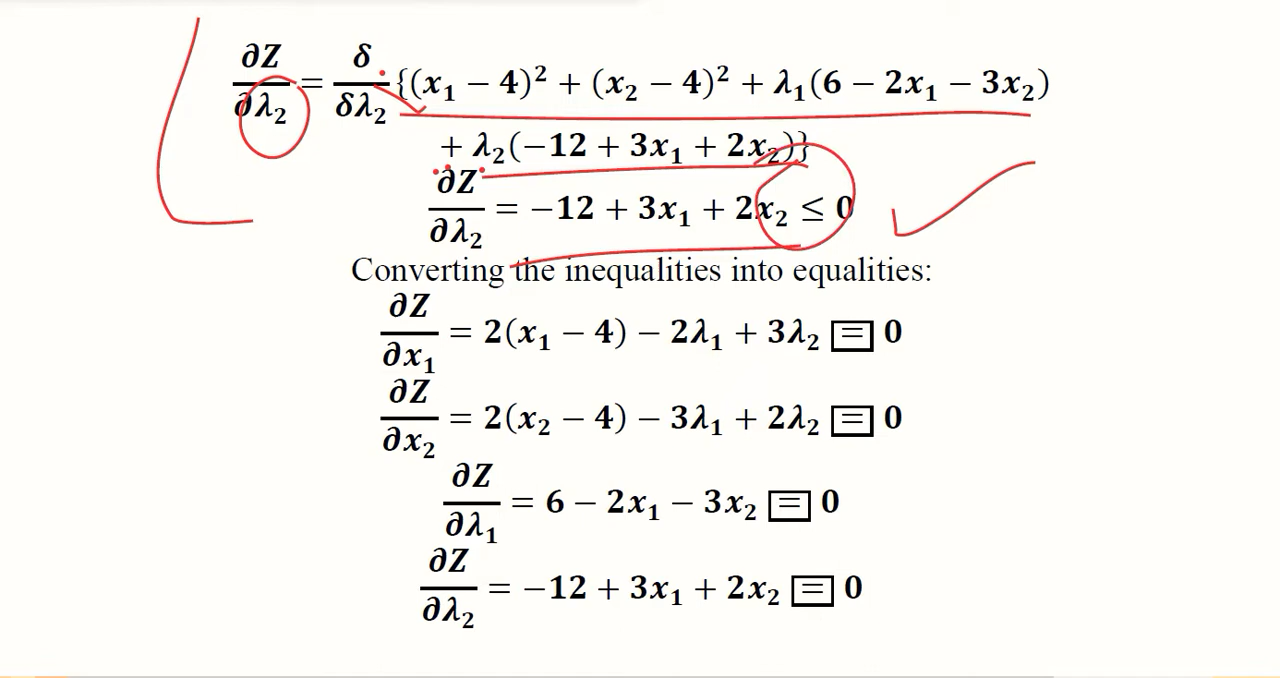 ∂Z/∂λ₂ = δ/δλ₂ {(x₁ − 4)² + (x₂ − 4)² + λ₁(6 − 2x₁ − 3x₂)
+ λ₂(−12 + 3x₁ + 2x₂)}
∂Z/∂λ₂ = −12 + 3x₁ + 2x₂ ≤ 0
Converting the inequalities into equalities:
∂Z/∂x₁ = 2(x₁ − 4) − 2λ₁ + 3λ₂ = 0
∂Z/∂x₂ = 2(x₂ − 4) − 3λ₁ + 2λ₂ = 0
∂Z/∂λ₁ = 6 − 2x₁ − 3x₂ = 0
∂Z/∂λ₂ = −12 + 3x₁ + 2x₂ = 0